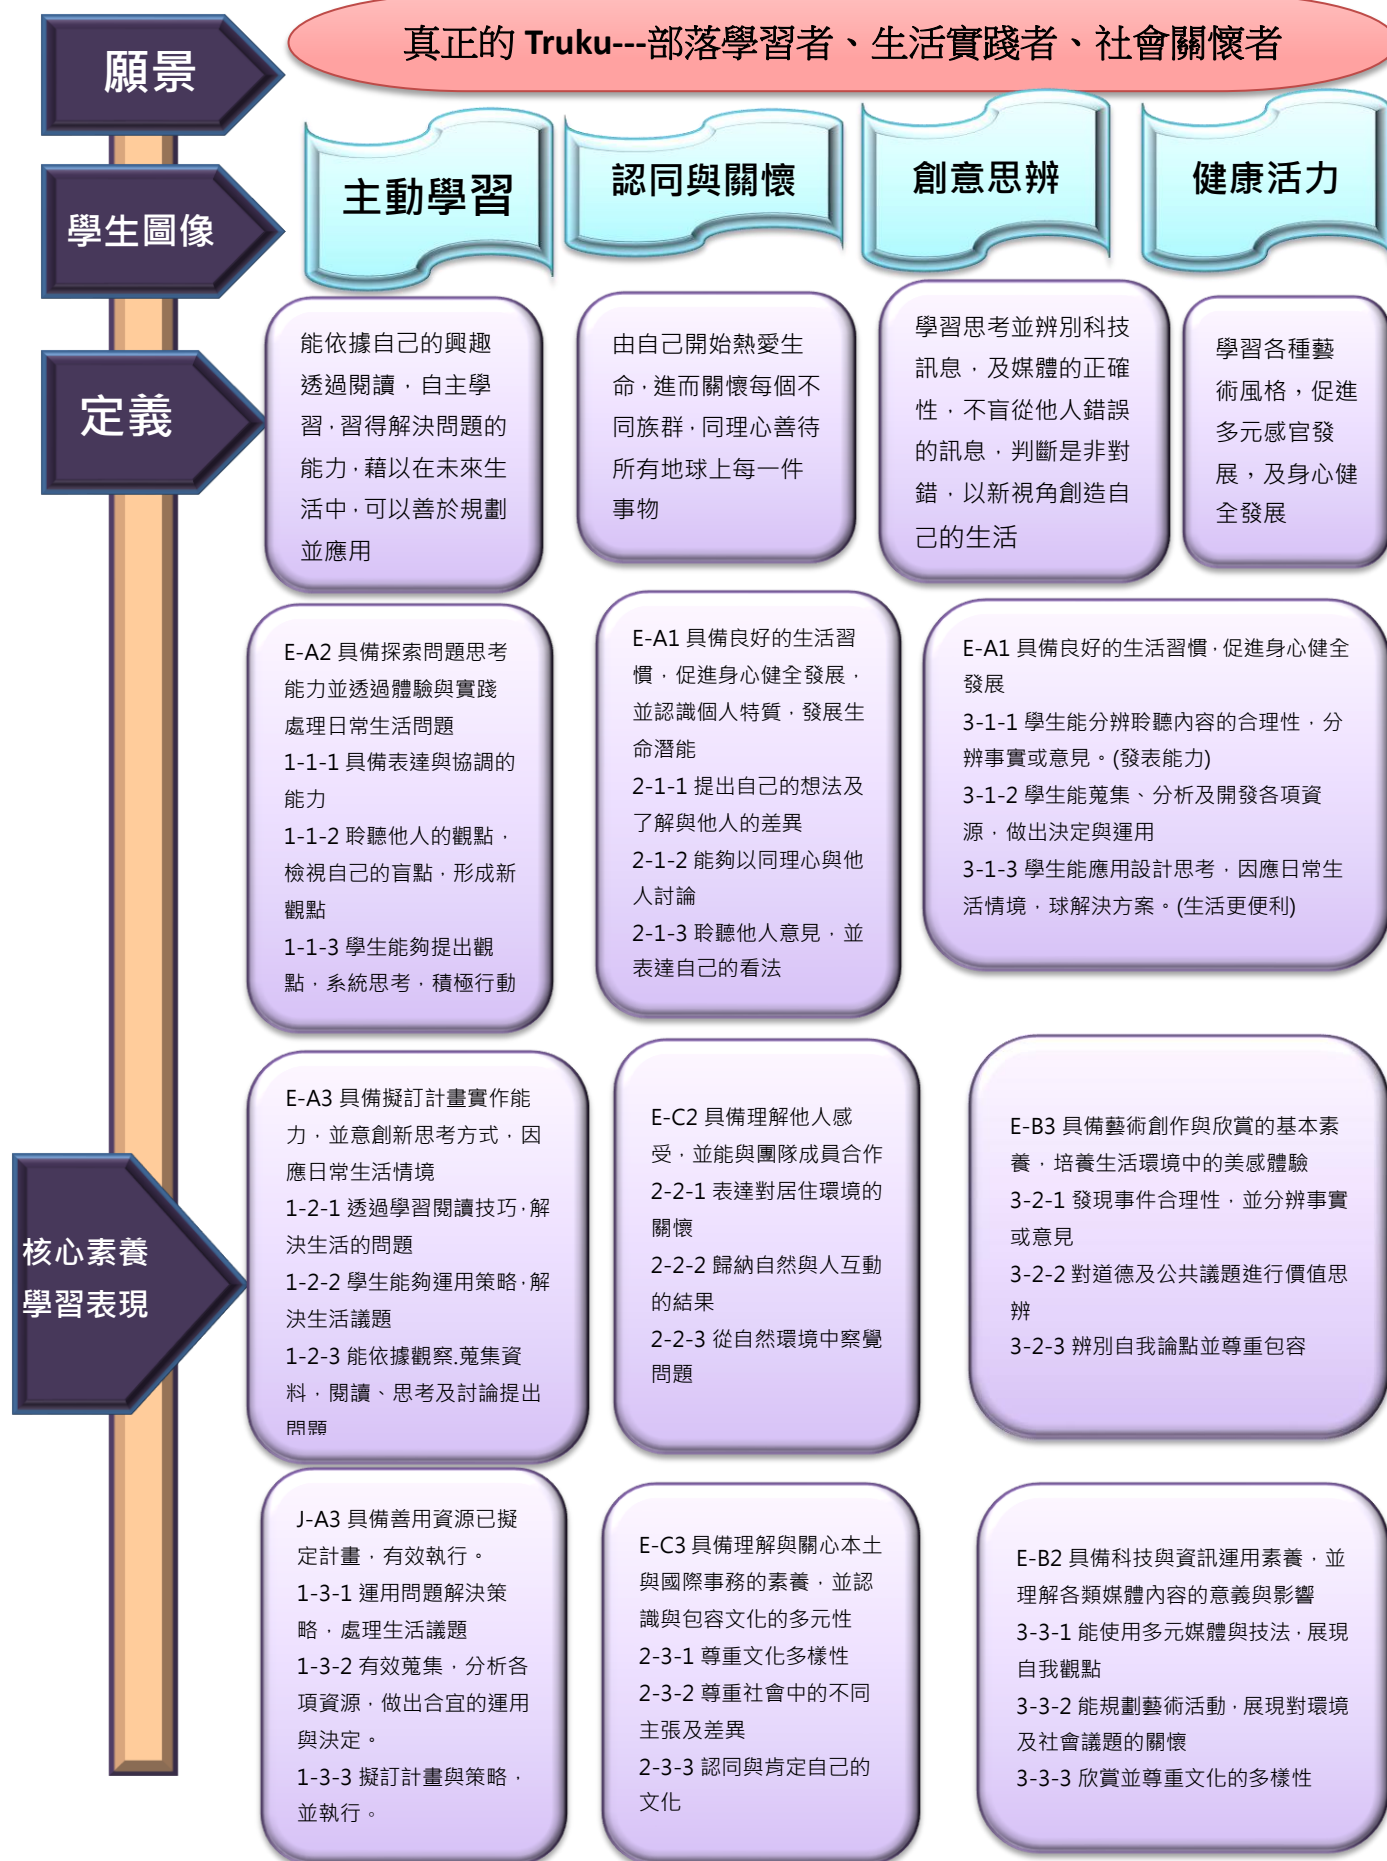 願景
真正的 Truku---部落學習者、生活實踐者、社會關懷者
學生圖像
主動學習
認同與關懷
創意思辨
健康活力
定義
能依據自己的興趣
透過閱讀，自主學
習，習得解決問題的
能力，藉以在未來生
活中，可以善於規劃
並應用
由自己開始熱愛生
命，進而關懷每個不
同族群，同理心善待
所有地球上每一件
事物
學習思考並辨別科技
訊息，及媒體的正確
性，不盲從他人錯誤
的訊息，判斷是非對
錯，以新視角創造自
己的生活
學習各種藝
術風格，促進
多元感官發
展，及身心健
全發展
核心素養
學習表現
E-A2 具備探索問題思考
能力並透過體驗與實踐
處理日常生活問題
1-1-1 具備表達與協調的
能力
1-1-2 聆聽他人的觀點，
檢視自己的盲點，形成新
觀點
1-1-3 學生能夠提出觀
點，系統思考，積極行動
E-A1 具備良好的生活習
慣，促進身心健全發展，
並認識個人特質，發展生
命潛能
2-1-1 提出自己的想法及
了解與他人的差異
2-1-2 能夠以同理心與他
人討論
2-1-3 聆聽他人意見，並
表達自己的看法
E-A1 具備良好的生活習慣，促進身心健全
發展
3-1-1 學生能分辨聆聽內容的合理性，分
辨事實或意見。(發表能力)
3-1-2 學生能蒐集、分析及開發各項資
源，做出決定與運用
3-1-3 學生能應用設計思考，因應日常生
活情境，球解決方案。(生活更便利)
E-A3 具備擬訂計畫實作能
力，並意創新思考方式，因
應日常生活情境
1-2-1 透過學習閱讀技巧，解
決生活的問題
1-2-2 學生能夠運用策略，解
決生活議題
1-2-3 能依據觀察.蒐集資
料，閱讀、思考及討論提出
問題
E-C2 具備理解他人感
受，並能與團隊成員合作
2-2-1 表達對居住環境的
關懷
2-2-2 歸納自然與人互動
的結果
2-2-3 從自然環境中察覺
問題
E-B3 具備藝術創作與欣賞的基本素
養，培養生活環境中的美感體驗
3-2-1 發現事件合理性，並分辨事實
或意見
3-2-2 對道德及公共議題進行價值思
辨
3-2-3 辨別自我論點並尊重包容
J-A3 具備善用資源已擬
定計畫，有效執行。
1-3-1 運用問題解決策
略，處理生活議題
1-3-2 有效蒐集，分析各
項資源，做出合宜的運用
與決定。
1-3-3 擬訂計畫與策略，
並執行。
E-C3 具備理解與關心本土
與國際事務的素養，並認
識與包容文化的多元性
2-3-1 尊重文化多樣性
2-3-2 尊重社會中的不同
主張及差異
2-3-3 認同與肯定自己的
文化
E-B2 具備科技與資訊運用素養，並
理解各類媒體內容的意義與影響
3-3-1 能使用多元媒體與技法，展現
自我觀點
3-3-2 能規劃藝術活動，展現對環境
及社會議題的關懷
3-3-3 欣賞並尊重文化的多樣性